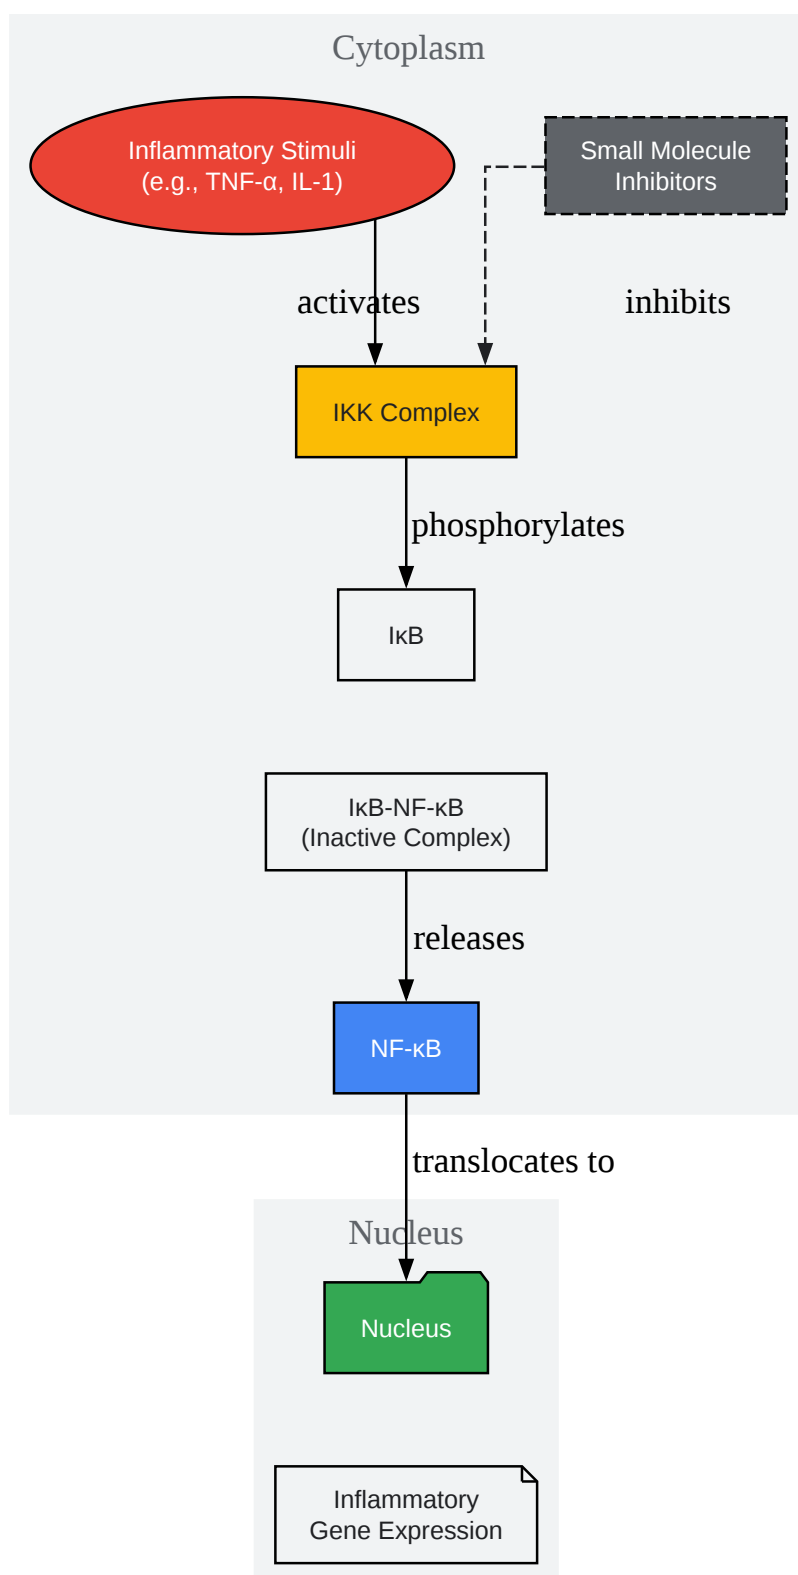 Cytoplasm
Inflammatory Stimuli
(e.g., TNF-α, IL-1)
Small Molecule
Inhibitors
activates
inhibits
IKK Complex
phosphorylates
IκB
IκB-NF-κB
(Inactive Complex)
releases
NF-κB
translocates to
Nucleus
Nucleus
Inflammatory
Gene Expression